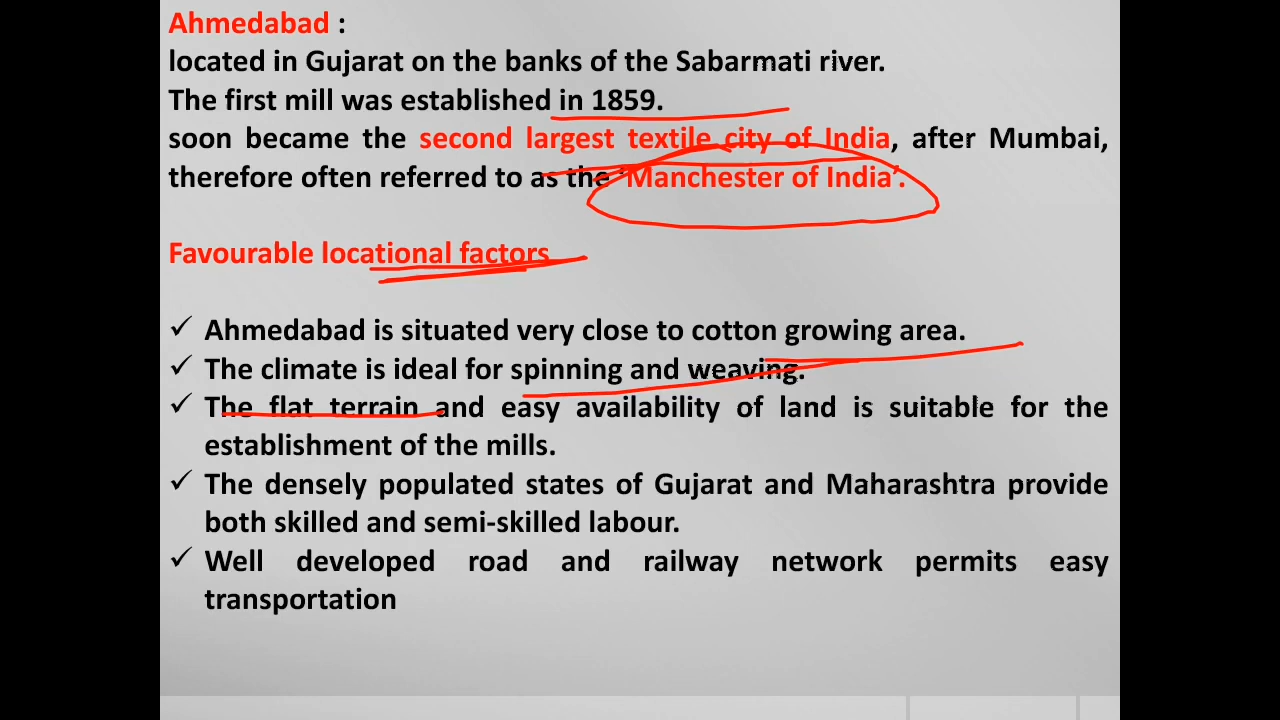 Ahmedabad :
located in Gujarat on the banks of the Sabarmati river.
The first mill was established in 1859.
soon became the second largest textile city of India, after Mumbai,
therefore often referred to as the ‘Manchester of India’.
Favourable locational factors
✓ Ahmedabad is situated very close to cotton growing area.
✓ The climate is ideal for spinning and weaving.
✓ The flat terrain and easy availability of land is suitable for the
establishment of the mills.
✓ The densely populated states of Gujarat and Maharashtra provide
both skilled and semi-skilled labour.
✓ Well developed road and railway network permits easy
transportation